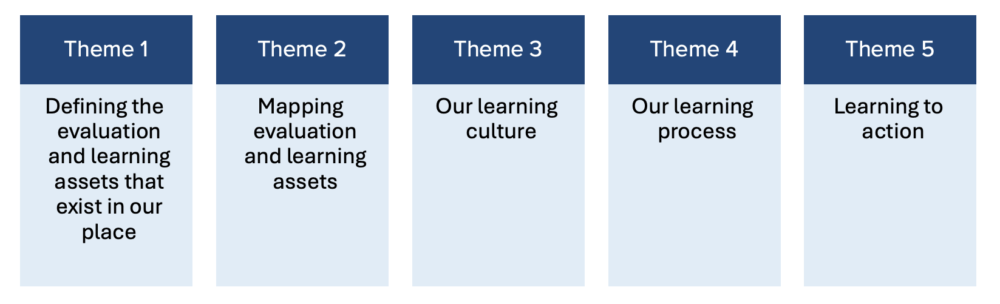 Theme 1
Defining the
evaluation
and learning
assets that
exist in our
place
Theme 2
Mapping
evaluation
and learning
assets
Theme 3
Our learning
culture
Theme 4
Our learning
process
Theme 5
Learning to
action